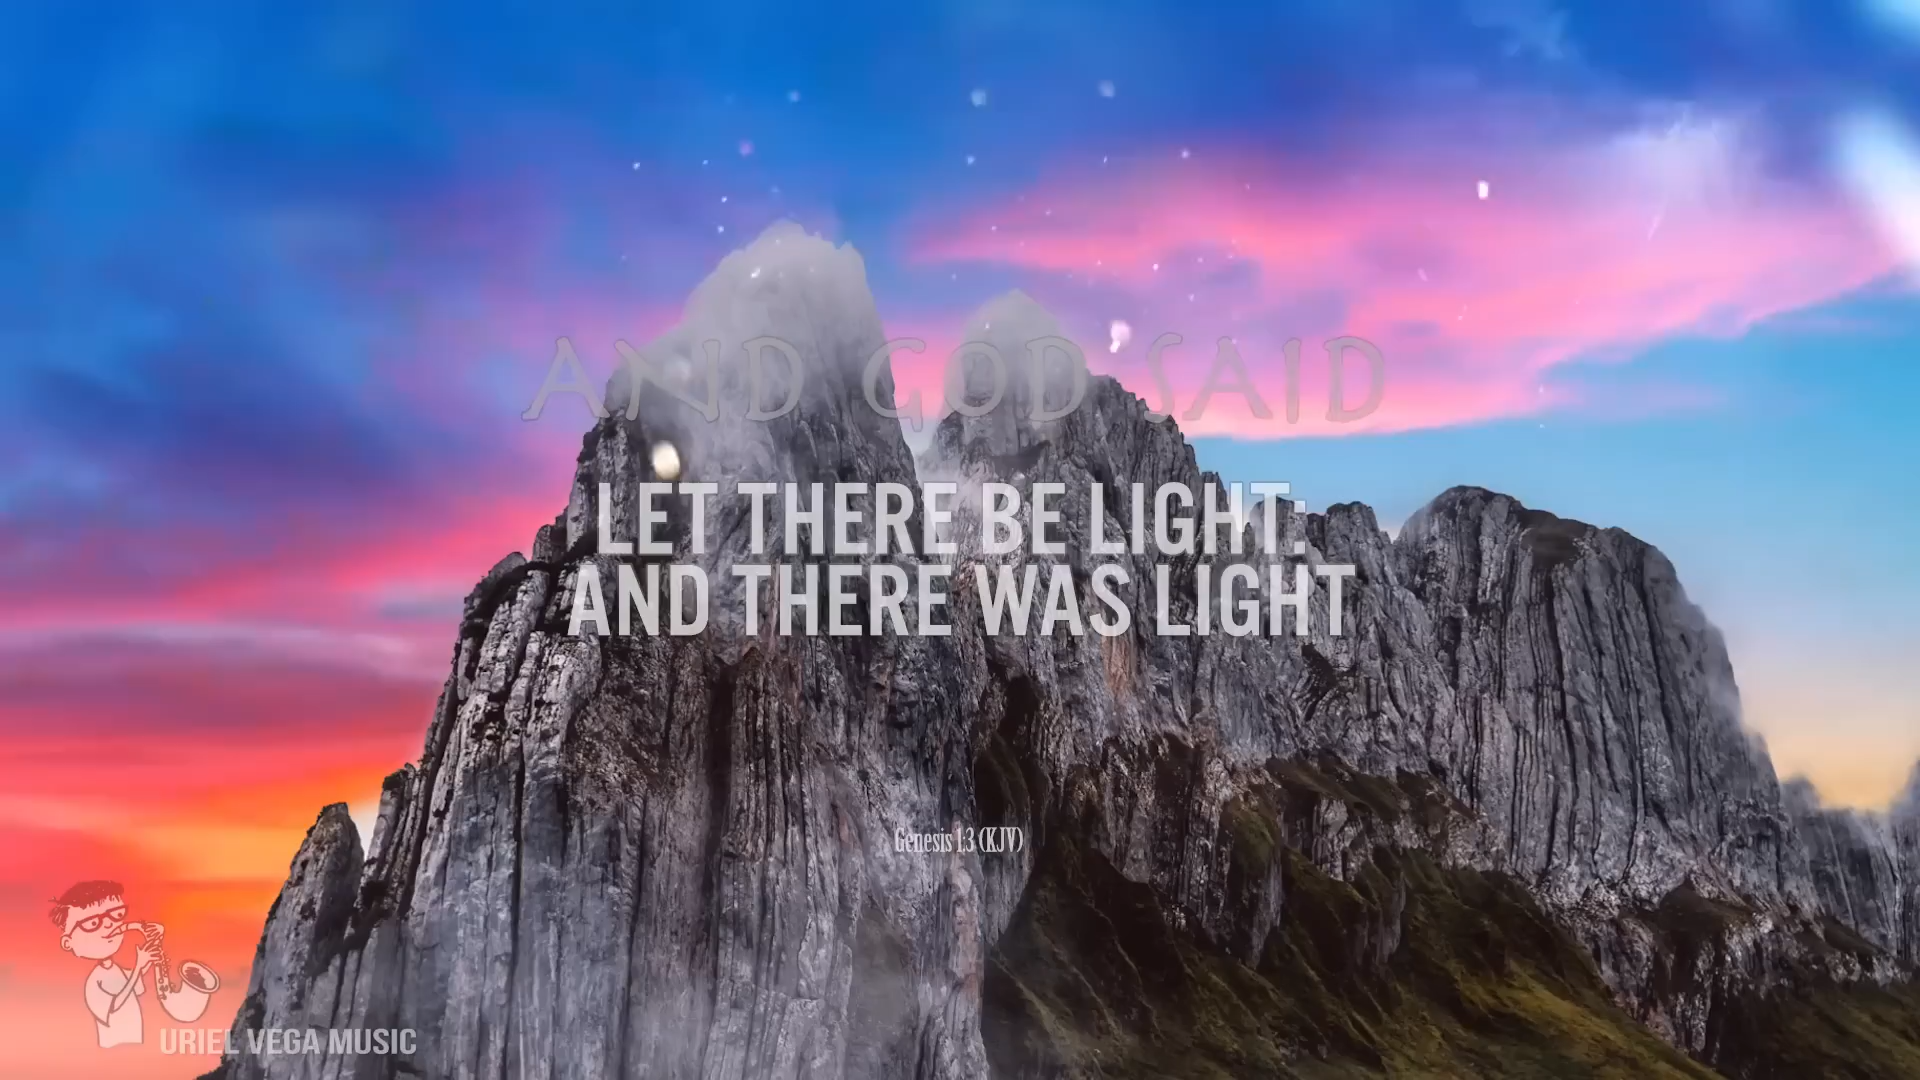 AND GOD SAID
LET THERE BE LIGHT:
AND THERE WAS LIGHT
Genesis 1:3 (KJV)
URIEL VEGA MUSIC